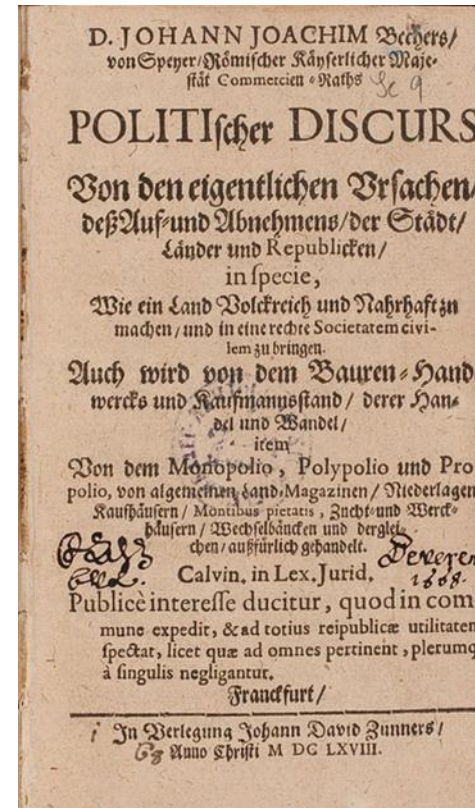 D. JOHANN JOACHIM Bechers/
von Speyer/Römischer Käyserlicher Maje-
stät Commercien-Raths
POLITIscher DISCURS
Von den eigentlichen Vrsachen/
deß Auf-und Abnehmens/der Städt/
Länder und Republicken/
in specie,
Wie ein Land Volckreich und Nahrhafft zu
machen/und in eine rechte Societatem civi-
lem zu bringen.
Auch wird von dem Bauren-Hand
wercks und Kaufmannsstand/ derer Han-
del und Wandel/
item
Von dem Monopolio, Polypolio und Pro
polio, von algemeinen Land-Magazinen/Niederlagen
Kaufhäusern/ Montibus pietatis, Zucht-und Werck-
häusern/Wechselbäncken und derglei-
chen/außfürlich gehandelt.
1668.
Calvin. in Lex. Jurid.
Publicè interesse ducitur, quod in com
mune expedit, & ad totius reipublicæ utilitatem
spectat, licet quæ ad omnes pertinent, plerumq
à singulis negligantur.
Franckfurt/
In Verlegung Johann David Zunners/
Anno Christi M DC LXVIII.